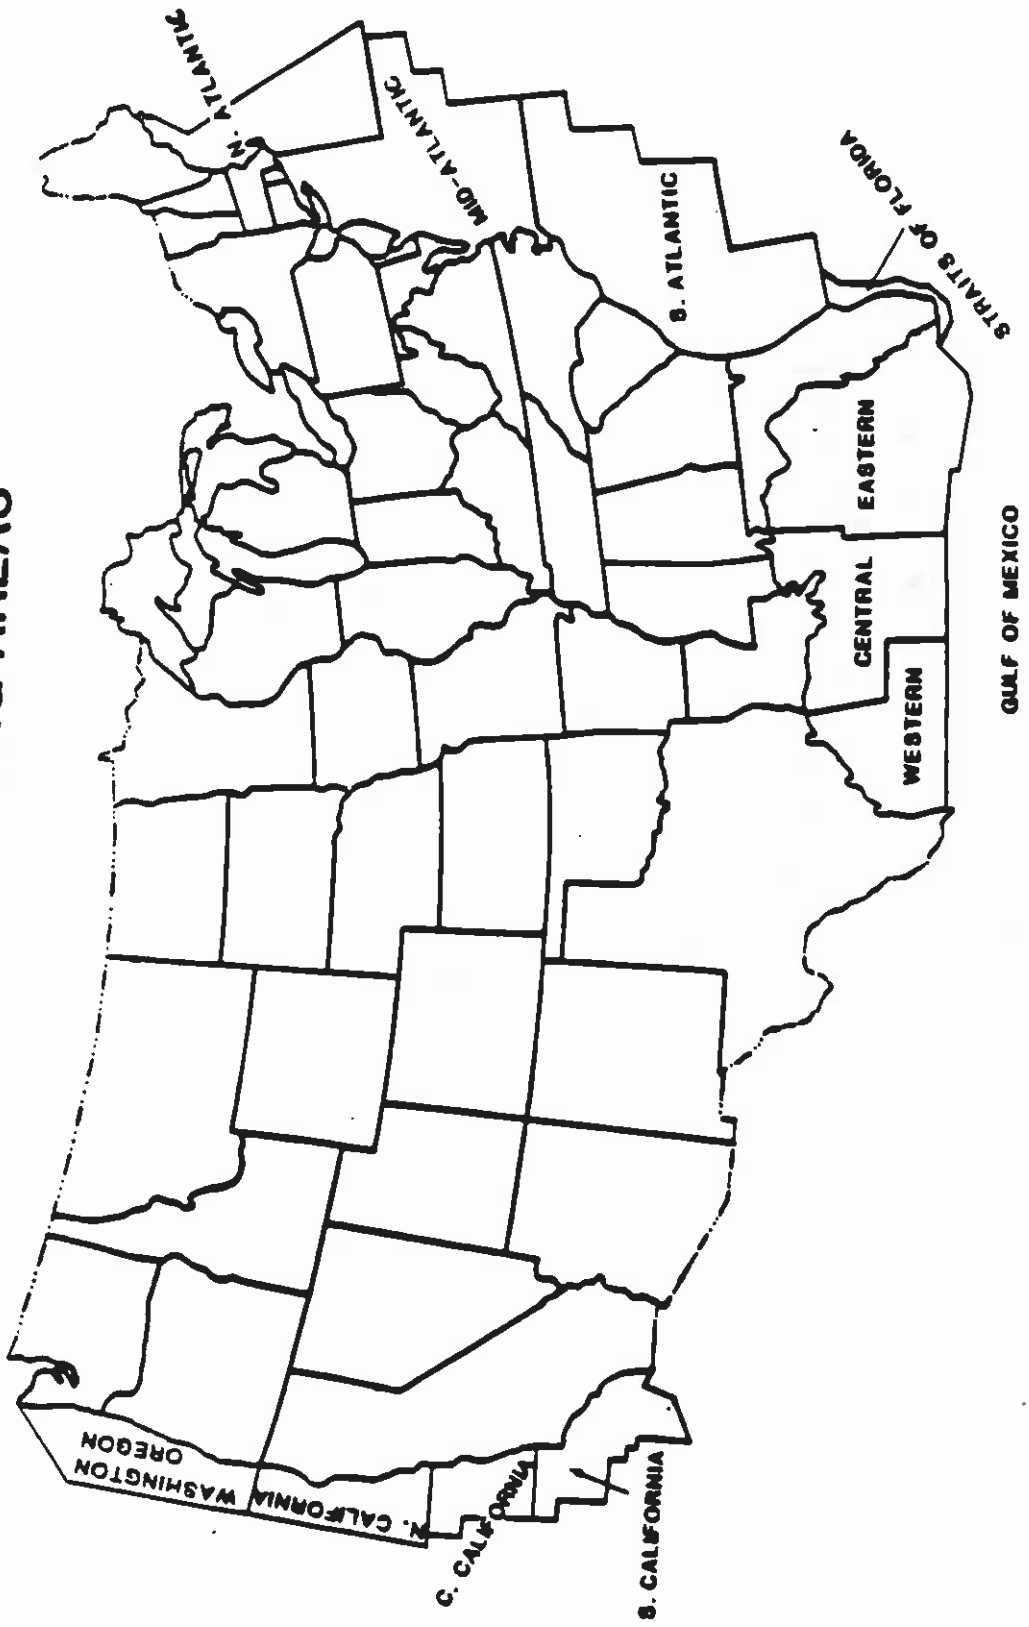 N. ATLANTIC
MID-ATLANTIC
S. ATLANTIC
STRAITS OF FLORIDA
EASTERN
CENTRAL
WESTERN
GULF OF MEXICO
WASHINGTON
OREGON
N. CALIFORNIA
C. CALIFORNIA
S. CALIFORNIA